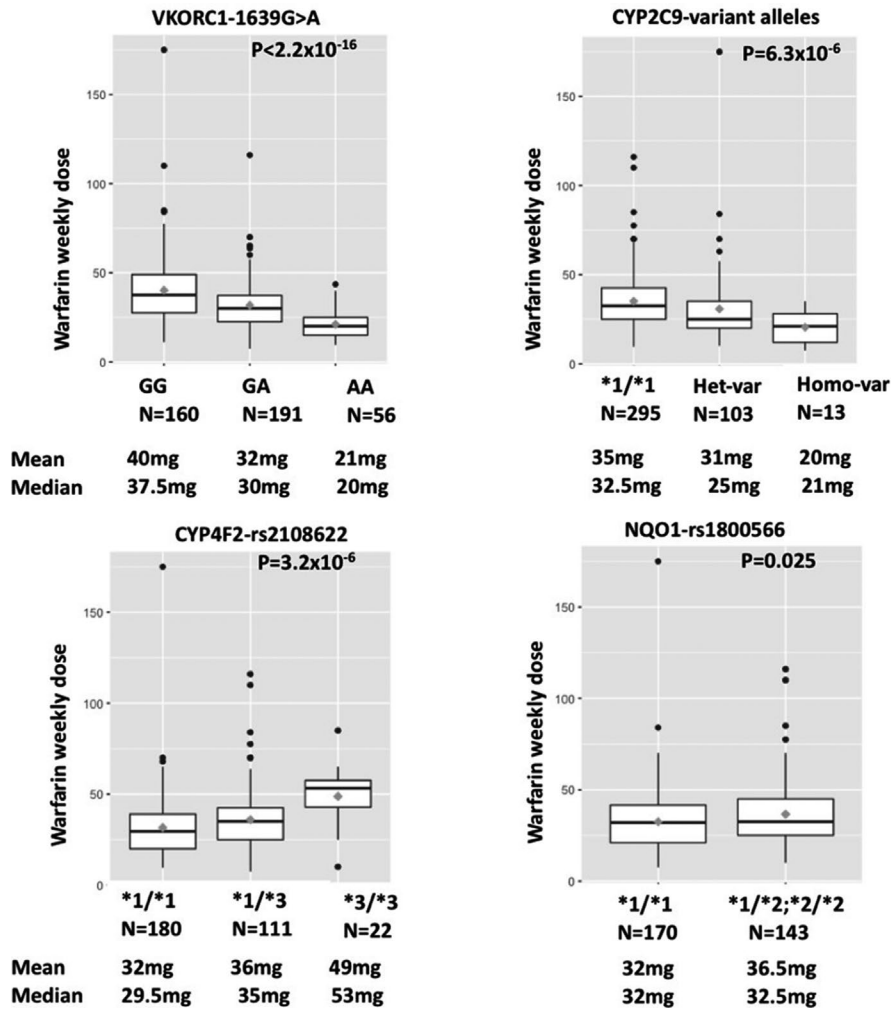 VKORC1-1639G>A
P<2.2x10-16
Warfarin weekly dose
150
100
50
0
GG GA AA
N=160 N=191 N=56
Mean 40mg 32mg 21mg
Median 37.5mg 30mg 20mg
CYP2C9-variant alleles
P=6.3x10-6
Warfarin weekly dose
150
100
50
0
*1/*1 Het-var Homo-var
N=295 N=103 N=13
35mg 31mg 20mg
32.5mg 25mg 21mg
CYP4F2-rs2108622
P=3.2x10-6
Warfarin weekly dose
150
100
50
0
*1/*1 *1/*3 *3/*3
N=180 N=111 N=22
Mean 32mg 36mg 49mg
Median 29.5mg 35mg 53mg
NQO1-rs1800566
P=0.025
Warfarin weekly dose
150
100
50
0
*1/*1 *1/*2;*2/*2
N=170 N=143
32mg 36.5mg
32mg 32.5mg